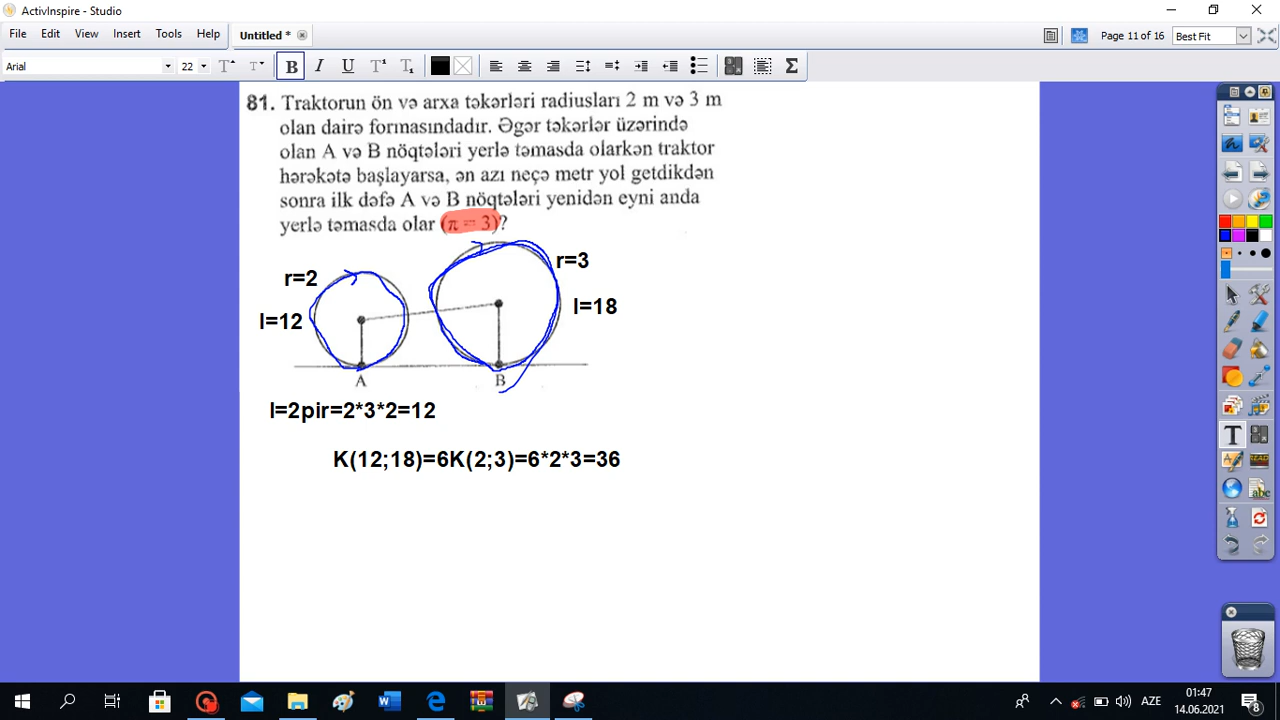 ActivInspire - Studio
File Edit View Insert Tools Help Untitled * Page 11 of 16 Best Fit
Arial 22 B I U T T Σ
81. Traktorun ön və arxa təkərləri radiusları 2 m və 3 m
olan dairə formasındadır. Əgər təkərlər üzərində
olan A və B nöqtələri yerlə təmasda olarkən traktor
hərəkətə başlayarsa, ən azı neçə metr yol getdikdən
sonra ilk dəfə A və B nöqtələri yenidən eyni anda
yerlə təmasda olar (π = 3)?
r=2
r=3
l=12
l=18
A
B
l=2pir=2*3*2=12
K(12;18)=6K(2;3)=6*2*3=36
T
READ
abc
AZE
01:47
14.06.2021
8